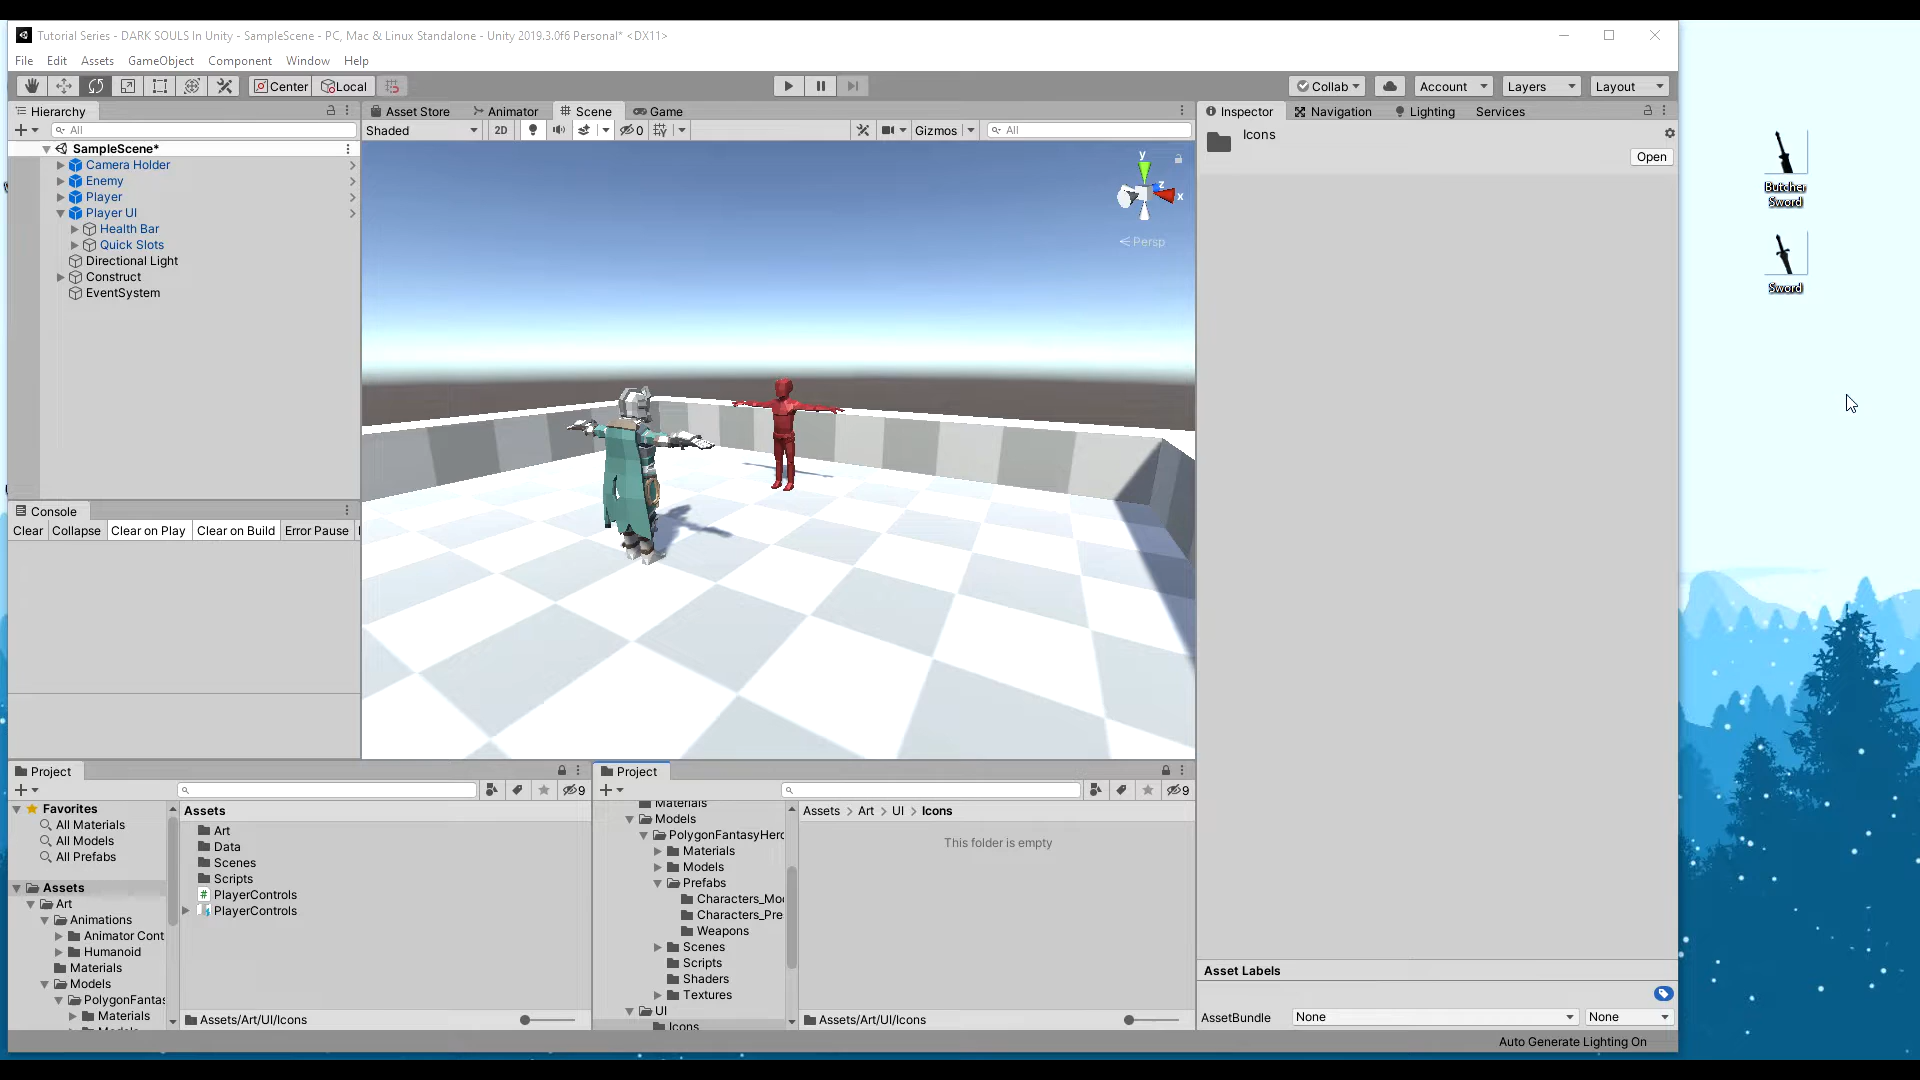 Tutorial Series - DARK SOULS In Unity - SampleScene - PC, Mac & Linux Standalone - Unity 2019.3.0f6 Personal* <DX11>
File Edit Assets GameObject Component Window Help
Center Local Collab Account Layers Layout
Hierarchy
All
SampleScene*
Camera Holder
Enemy
Player
Player UI
Health Bar
Quick Slots
Directional Light
Construct
EventSystem
Asset Store Animator Scene Game
Shaded 2D 0 Gizmos All
y
z
x
Persp
Inspector Navigation Lighting Services
Icons
Open
Butcher
Sword
Sword
Console
Clear Collapse Clear on Play Clear on Build Error Pause
Project
9
Favorites
All Materials
All Models
All Prefabs
Assets
Art
Animations
Animator Cont
Humanoid
Materials
Models
PolygonFantas
Materials
Assets
Art
Data
Scenes
Scripts
PlayerControls
PlayerControls
Assets/Art/UI/Icons
Project
9
Materials
Models
PolygonFantasyHero
Materials
Models
Prefabs
Characters_Mod
Characters_Pre
Weapons
Scenes
Scripts
Shaders
Textures
UI
Icons
Assets > Art > UI > Icons
This folder is empty
Assets/Art/UI/Icons
Asset Labels
AssetBundle None None
Auto Generate Lighting On